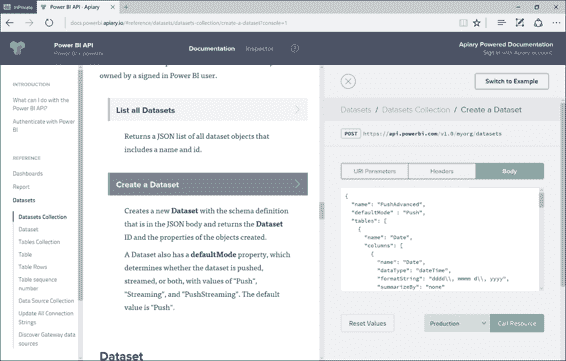 InPrivate
Power BI API · Apiary
docs.powerbi.apiary.io/#reference/datasets/datasets-collection/create-a-dataset?console=1
Power BI API
Documentation
Inspector
Apiary Powered Documentation
Sign in with Apiary account
INTRODUCTION
What can I do with the
Power BI API?
Authenticate with Power
BI
REFERENCE
Dashboards
Report
Datasets
Datasets Collection
Dataset
Tables Collection
Table
Table Rows
Table sequence
number
Data Source Collection
Update All Connection
Strings
Discover Gateway data
sources
owned by a signed in Power BI user.
List all Datasets
Returns a JSON list of all dataset objects that
includes a name and id.
Create a Dataset
Creates a new Dataset with the schema definition
that is in the JSON body and returns the Dataset
ID and the properties of the objects created.
A Dataset also has a defaultMode property, which
determines whether the dataset is pushed,
streamed, or both, with values of "Push",
"Streaming", and "PushStreaming". The default
value is "Push".
Dataset
Switch to Example
Datasets / Datasets Collection / Create a Dataset
POST https://api.powerbi.com/v1.0/myorg/datasets
URI Parameters
Headers
Body
{
"name": "PushAdvanced",
"defaultMode" : "Push",
"tables": [
{
"name": "Date",
"columns": [
{
"name": "Date",
"dataType": "dateTime",
"formatString": "dddd\\, mmmm d\\, yyyy",
"summarizeBy": "none"
Reset Values
Production
Call Resource